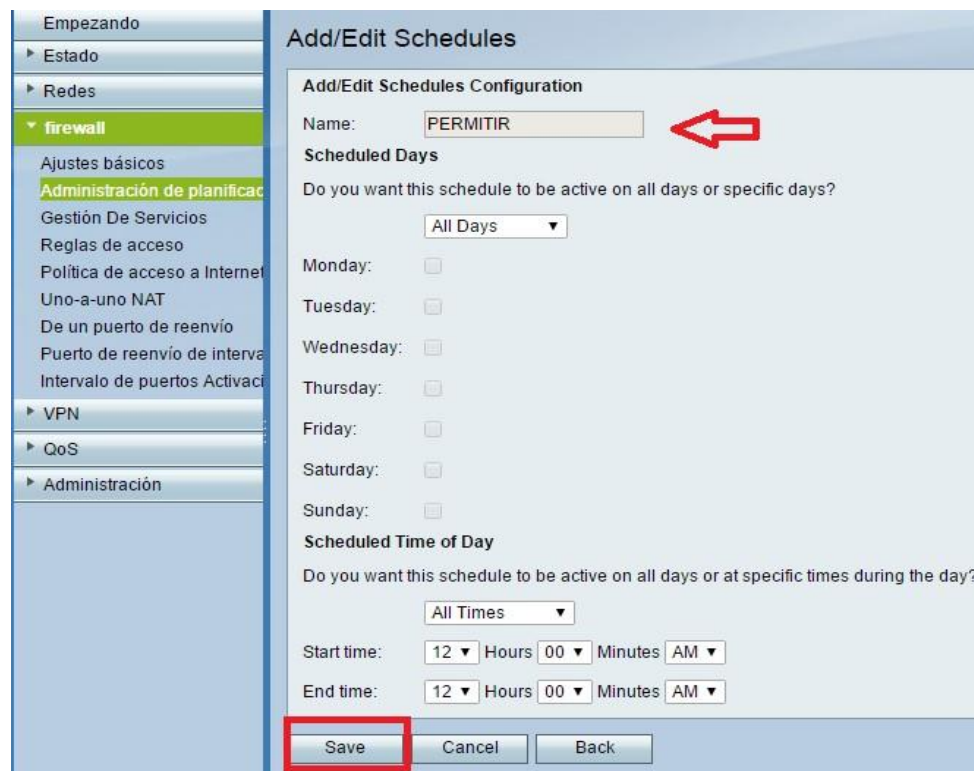 Empezando
Estado
Redes
firewall
Ajustes básicos
Administración de planificac
Gestión De Servicios
Reglas de acceso
Política de acceso a Internet
Uno-a-uno NAT
De un puerto de reenvío
Puerto de reenvío de interva
Intervalo de puertos Activaci
VPN
QoS
Administración
Add/Edit Schedules
Add/Edit Schedules Configuration
Name: PERMITIR
Scheduled Days
Do you want this schedule to be active on all days or specific days?
All Days
Monday:
Tuesday:
Wednesday:
Thursday:
Friday:
Saturday:
Sunday:
Scheduled Time of Day
Do you want this schedule to be active on all days or at specific times during the day?
All Times
Start time: 12 Hours 00 Minutes AM
End time: 12 Hours 00 Minutes AM
Save Cancel Back